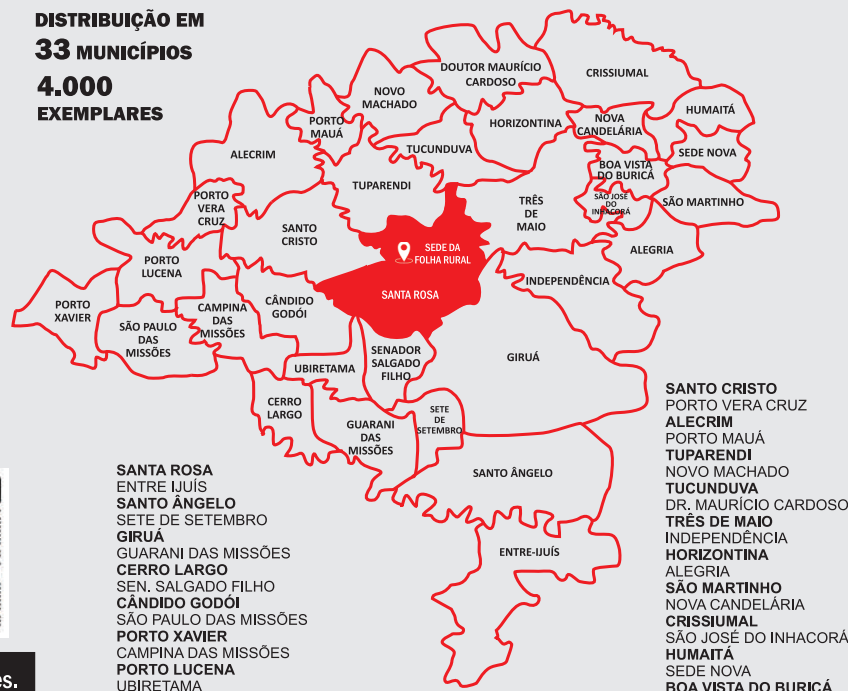 DISTRIBUIÇÃO EM
33 MUNICÍPIOS
4.000
EXEMPLARES
DOUTOR MAURÍCIO
CARDOSO
CRISSIUMAL
NOVO
MACHADO
PORTO
MAUÁ
HORIZONTINA
NOVA
CANDELÁRIA
HUMAITÁ
ALECRIM
TUCUNDUVA
SEDE NOVA
BOA VISTA
DO BURICÁ
TUPARENDI
PORTO
VERA
CRUZ
TRÊS
DE
MAIO
SÃO JOSÉ
DO
INHACORÁ
SÃO MARTINHO
SANTO
CRISTO
SEDE DA
FOLHA RURAL
ALEGRIA
PORTO
LUCENA
INDEPENDÊNCIA
SANTA ROSA
PORTO
XAVIER
CAMPINA
DAS
MISSÕES
CÂNDIDO
GODÓI
SÃO PAULO
DAS
MISSÕES
SENADOR
SALGADO
FILHO
GIRUÁ
UBIRETAMA
CERRO
LARGO
SETE
DE
SETEMBRO
GUARANI
DAS
MISSÕES
SANTO ÂNGELO
ENTRE-IJUÍS
SANTA ROSA
ENTRE IJUÍS
SANTO ÂNGELO
SETE DE SETEMBRO
GIRUÁ
GUARANI DAS MISSÕES
CERRO LARGO
SEN. SALGADO FILHO
CÂNDIDO GODÓI
SÃO PAULO DAS MISSÕES
PORTO XAVIER
CAMPINA DAS MISSÕES
PORTO LUCENA
UBIRETAMA
SANTO CRISTO
PORTO VERA CRUZ
ALECRIM
PORTO MAUÁ
TUPARENDI
NOVO MACHADO
TUCUNDUVA
DR. MAURÍCIO CARDOSO
TRÊS DE MAIO
INDEPENDÊNCIA
HORIZONTINA
ALEGRIA
SÃO MARTINHO
NOVA CANDELÁRIA
CRISSIUMAL
SÃO JOSÉ DO INHACORÁ
HUMAITÁ
SEDE NOVA
BOA VISTA DO BURICÁ